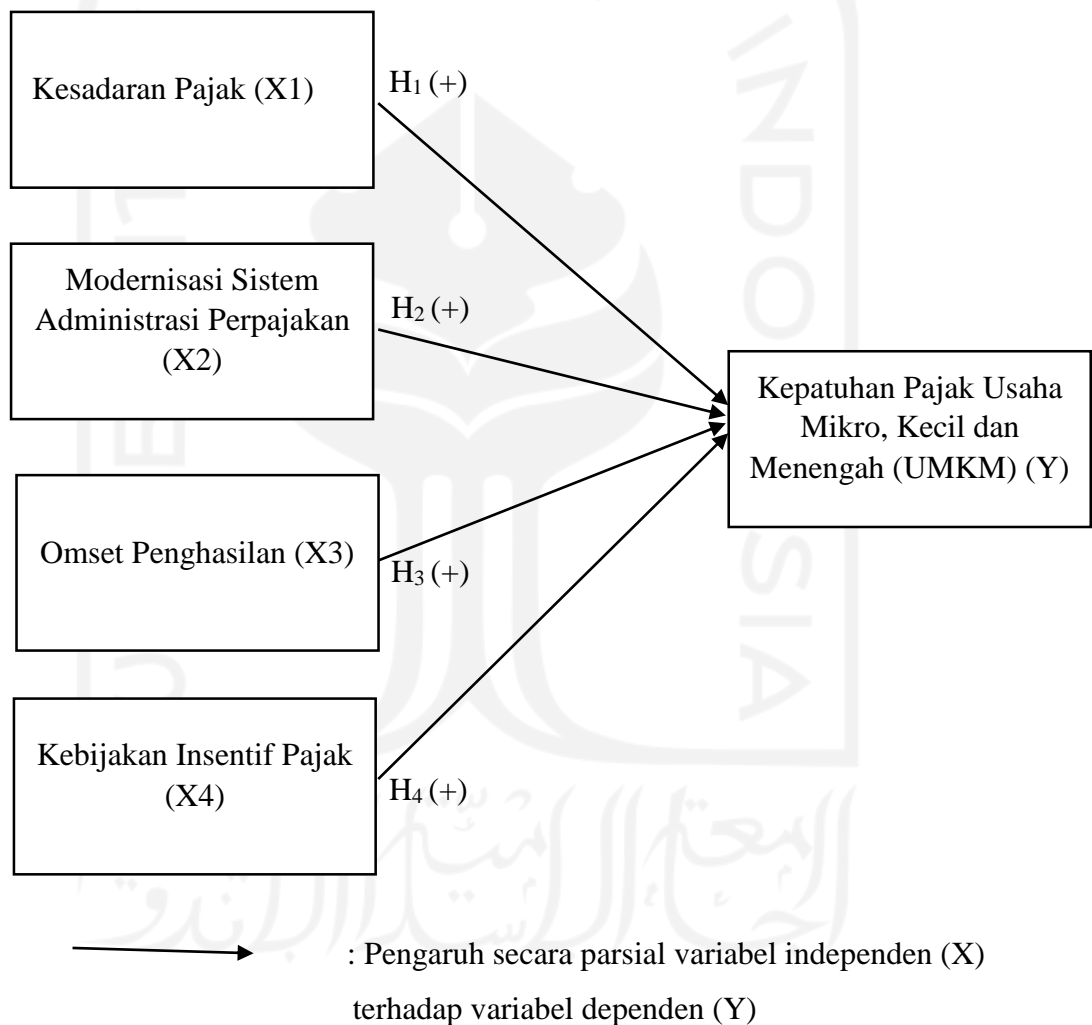 Kesadaran Pajak (X1)
H₁ (+)
Modernisasi Sistem
Administrasi Perpajakan
(X2)
H₂ (+)
Kepatuhan Pajak Usaha
Mikro, Kecil dan
Menengah (UMKM) (Y)
Omset Penghasilan (X3)
H₃ (+)
Kebijakan Insentif Pajak
(X4)
H₄ (+)
: Pengaruh secara parsial variabel independen (X)
terhadap variabel dependen (Y)